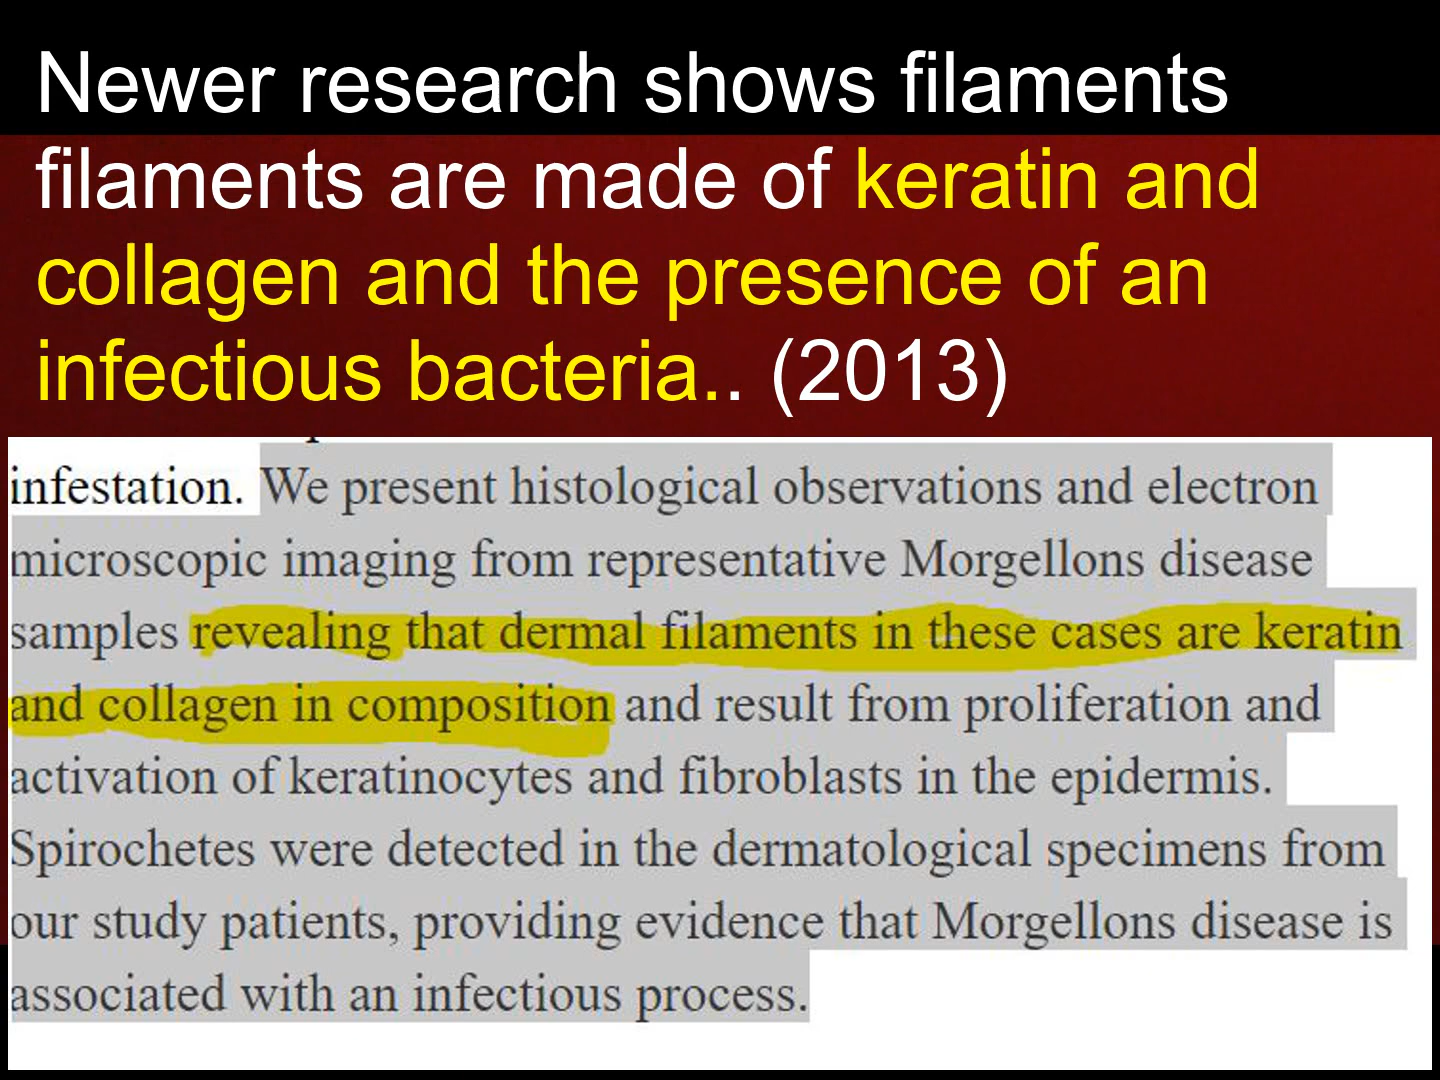 Newer research shows filaments
filaments are made of keratin and
collagen and the presence of an
infectious bacteria.. (2013)
infestation. We present histological observations and electron
microscopic imaging from representative Morgellons disease
samples revealing that dermal filaments in these cases are keratin
and collagen in composition and result from proliferation and
activation of keratinocytes and fibroblasts in the epidermis.
Spirochetes were detected in the dermatological specimens from
our study patients, providing evidence that Morgellons disease is
associated with an infectious process.